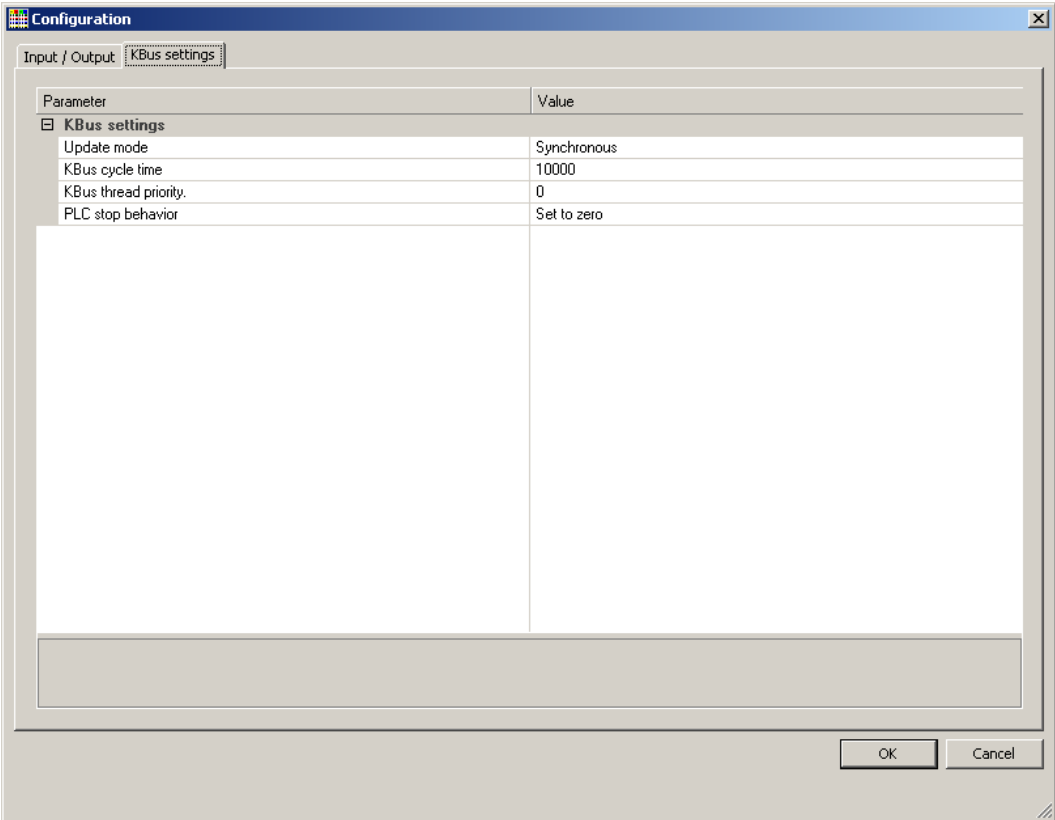 Configuration
Input / Output KBus settings
Parameter Value
KBus settings
Update mode Synchronous
KBus cycle time 10000
KBus thread priority. 0
PLC stop behavior Set to zero
OK Cancel